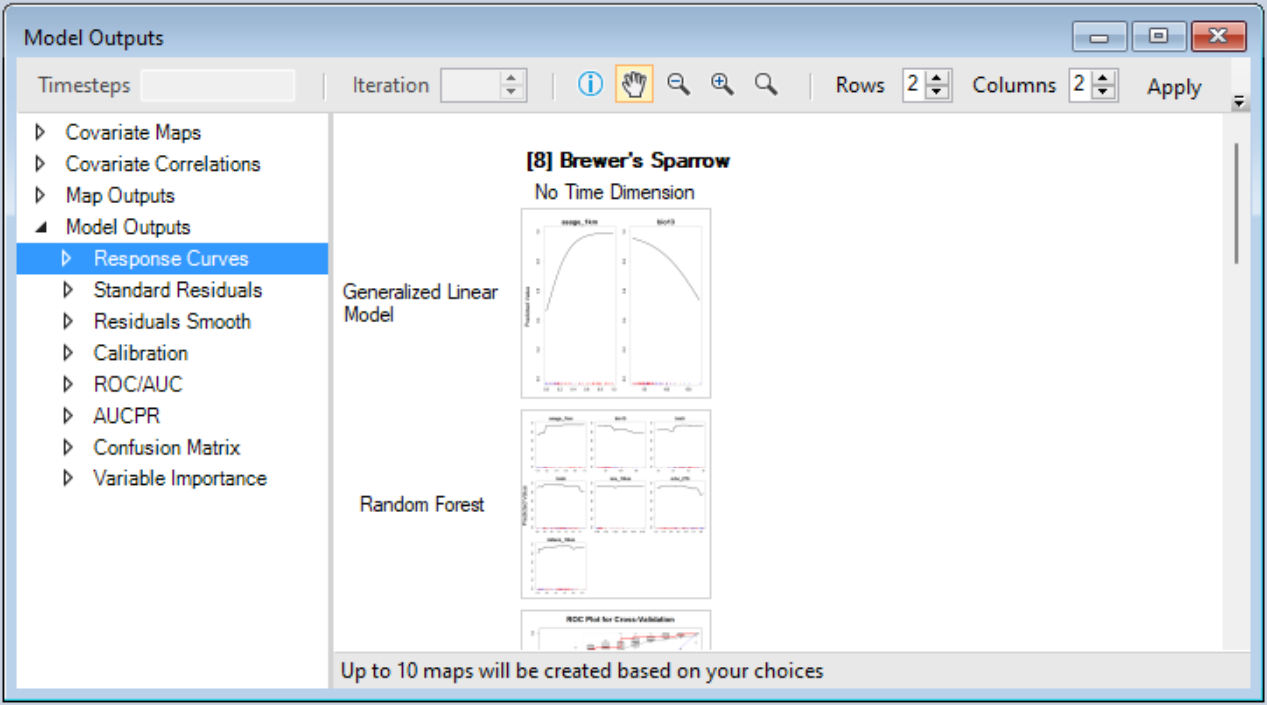 Model Outputs
Timesteps Iteration Rows 2 Columns 2 Apply
Covariate Maps
Covariate Correlations
Map Outputs
Model Outputs
Response Curves
Standard Residuals
Residuals Smooth
Calibration
ROC/AUC
AUCPR
Confusion Matrix
Variable Importance
[8] Brewer's Sparrow
No Time Dimension
Generalized Linear
Model
Predicted Value
Random Forest
Predicted Value
ROC Plot for Cross-Validation
Up to 10 maps will be created based on your choices